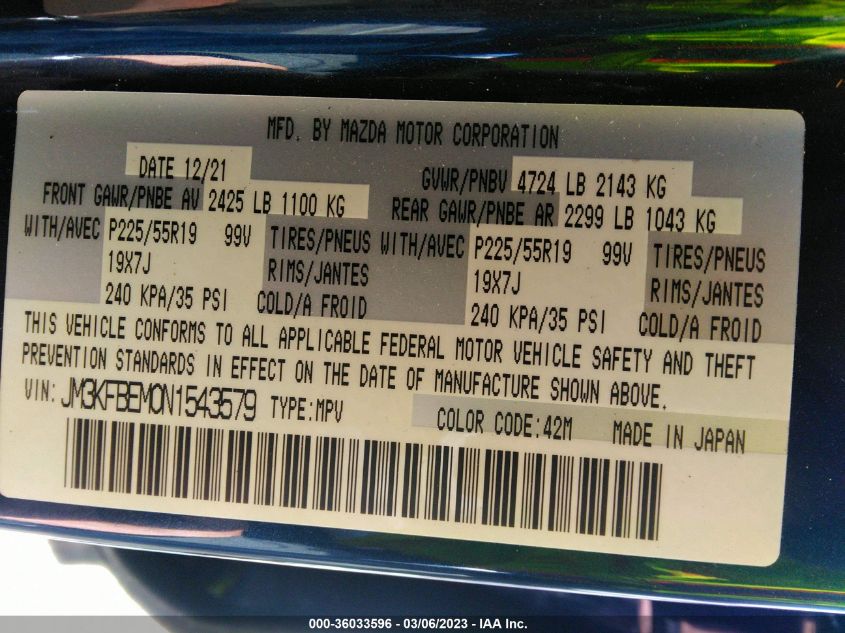 MFD. BY MAZDA MOTOR CORPORATION
DATE 12/21 GVWR/PNBV 4724 LB 2143 KG
FRONT GAWR/PNBE AV 2425 LB 1100 KG REAR GAWR/PNBE AR 2299 LB 1043 KG
WITH/AVEC P225/55R19 99V TIRES/PNEUS WITH/AVEC P225/55R19 99V TIRES/PNEUS
19X7J RIMS/JANTES 19X7J RIMS/JANTES
240 KPA/35 PSI COLD/A FROID 240 KPA/35 PSI COLD/A FROID
THIS VEHICLE CONFORMS TO ALL APPLICABLE FEDERAL MOTOR VEHICLE SAFETY AND THEFT
PREVENTION STANDARDS IN EFFECT ON THE DATE OF MANUFACTURE SHOWN ABOVE.
VIN: JM3KFBEM0N1543579 TYPE:MPV COLOR CODE:42M MADE IN JAPAN
000-36033596 - 03/06/2023 - IAA Inc.